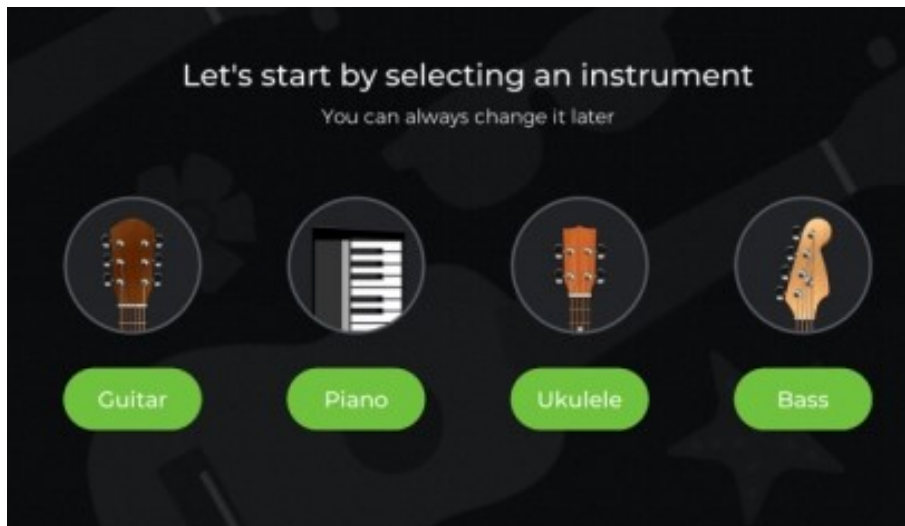 Let's start by selecting an instrument
You can always change it later
Guitar
Piano
Ukulele
Bass